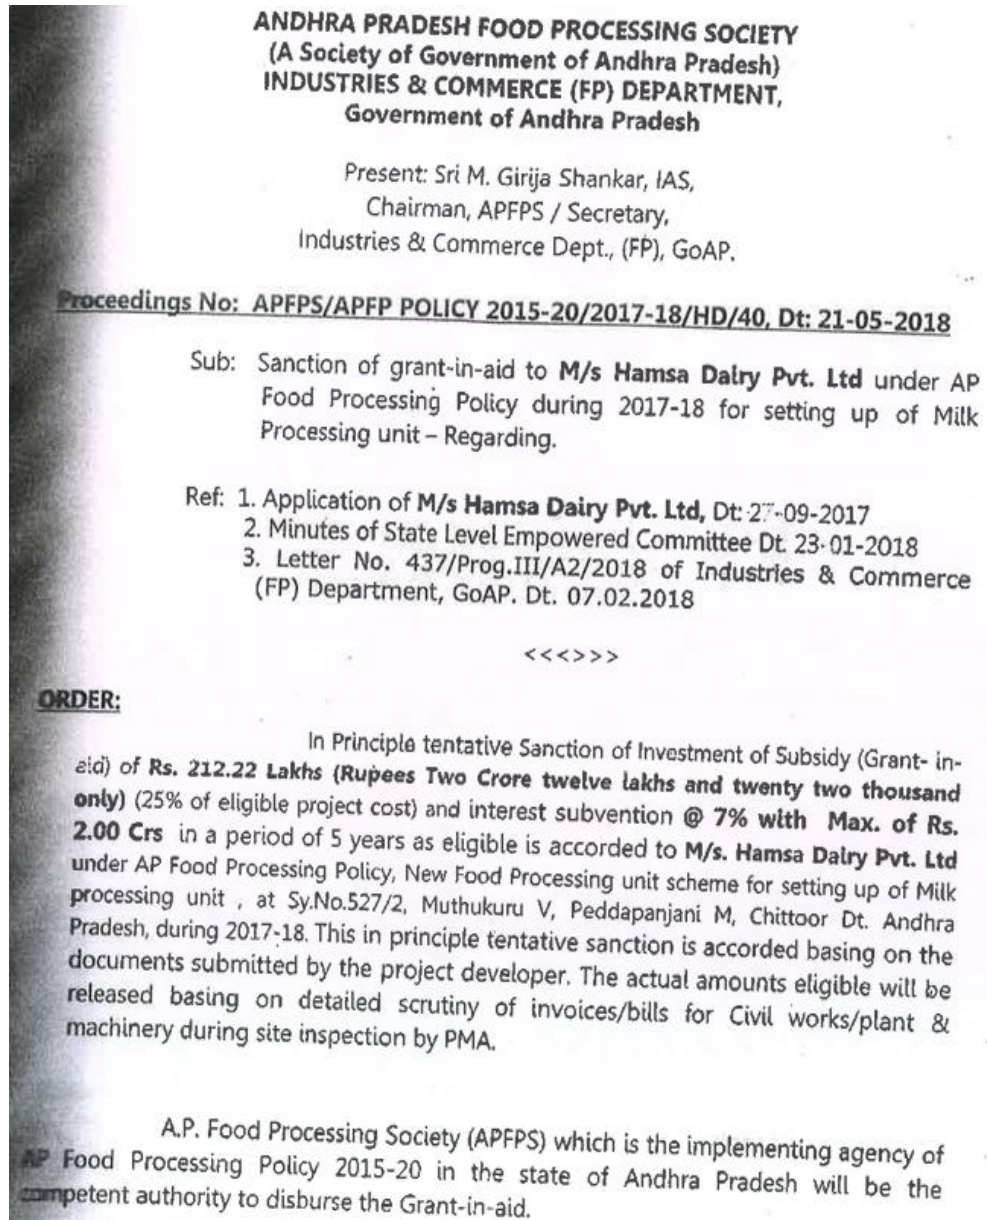 ANDHRA PRADESH FOOD PROCESSING SOCIETY
(A Society of Government of Andhra Pradesh)
INDUSTRIES & COMMERCE (FP) DEPARTMENT,
Government of Andhra Pradesh
Present: Sri M. Girija Shankar, IAS,
Chairman, APFPS / Secretary,
Industries & Commerce Dept., (FP), GoAP.
Proceedings No: APFPS/APFP POLICY 2015-20/2017-18/HD/40, Dt: 21-05-2018
Sub: Sanction of grant-in-aid to M/s Hamsa Dairy Pvt. Ltd under AP
Food Processing Policy during 2017-18 for setting up of Milk
Processing unit – Regarding.
Ref: 1. Application of M/s Hamsa Dairy Pvt. Ltd, Dt: 27-09-2017
2. Minutes of State Level Empowered Committee Dt. 23-01-2018
3. Letter No. 437/Prog.III/A2/2018 of Industries & Commerce
(FP) Department, GoAP. Dt. 07.02.2018
<<<>>>
ORDER:
In Principle tentative Sanction of Investment of Subsidy (Grant- in-
aid) of Rs. 212.22 Lakhs (Rupees Two Crore twelve lakhs and twenty two thousand
only) (25% of eligible project cost) and interest subvention @ 7% with Max. of Rs.
2.00 Crs in a period of 5 years as eligible is accorded to M/s. Hamsa Dairy Pvt. Ltd
under AP Food Processing Policy, New Food Processing unit scheme for setting up of Milk
processing unit , at Sy.No.527/2, Muthukuru V, Peddapanjani M, Chittoor Dt. Andhra
Pradesh, during 2017-18. This in principle tentative sanction is accorded basing on the
documents submitted by the project developer. The actual amounts eligible will be
released basing on detailed scrutiny of invoices/bills for Civil works/plant &
machinery during site inspection by PMA.
A.P. Food Processing Society (APFPS) which is the implementing agency of
AP Food Processing Policy 2015-20 in the state of Andhra Pradesh will be the
competent authority to disburse the Grant-in-aid.